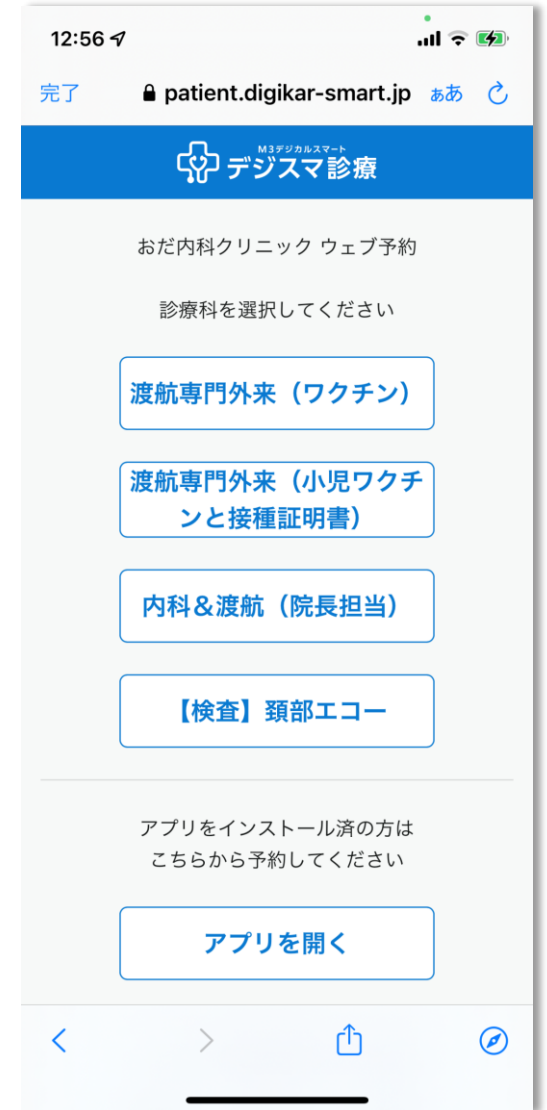 12:56
完了 patient.digikar-smart.jp ぁあ
M3デジカルスマート
デジスマ診療
おだ内科クリニック ウェブ予約
診療科を選択してください
渡航専門外来（ワクチン）
渡航専門外来（小児ワクチ
ンと接種証明書）
内科＆渡航（院長担当）
【検査】頚部エコー
アプリをインストール済の方は
こちらから予約してください
アプリを開く